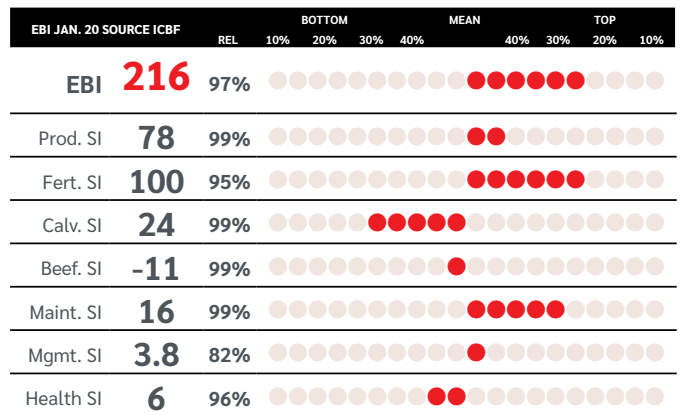 BOTTOM MEAN TOP
EBI JAN. 20 SOURCE ICBF
REL 10% 20% 30% 40% 40% 30% 20% 10%
EBI 216 97%
Prod. SI 78 99%
Fert. SI 100 95%
Calv. SI 24 99%
Beef. SI -11 99%
Maint. SI 16 99%
Mgmt. SI 3.8 82%
Health SI 6 96%